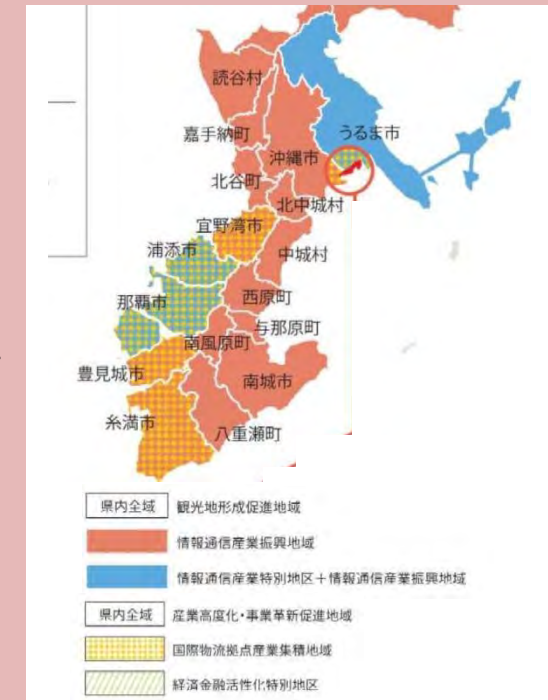 読谷村
嘉手納町
うるま市
沖縄市
北谷町
北中城村
宜野湾市
浦添市
中城村
西原町
那覇市
与那原町
南風原町
豊見城市
南城市
糸満市
八重瀬町
県内全域 観光地形成促進地域
情報通信産業振興地域
情報通信産業特別地区+情報通信産業振興地域
県内全域 産業高度化・事業革新促進地域
国際物流拠点産業集積地域
経済金融活性化特別地区